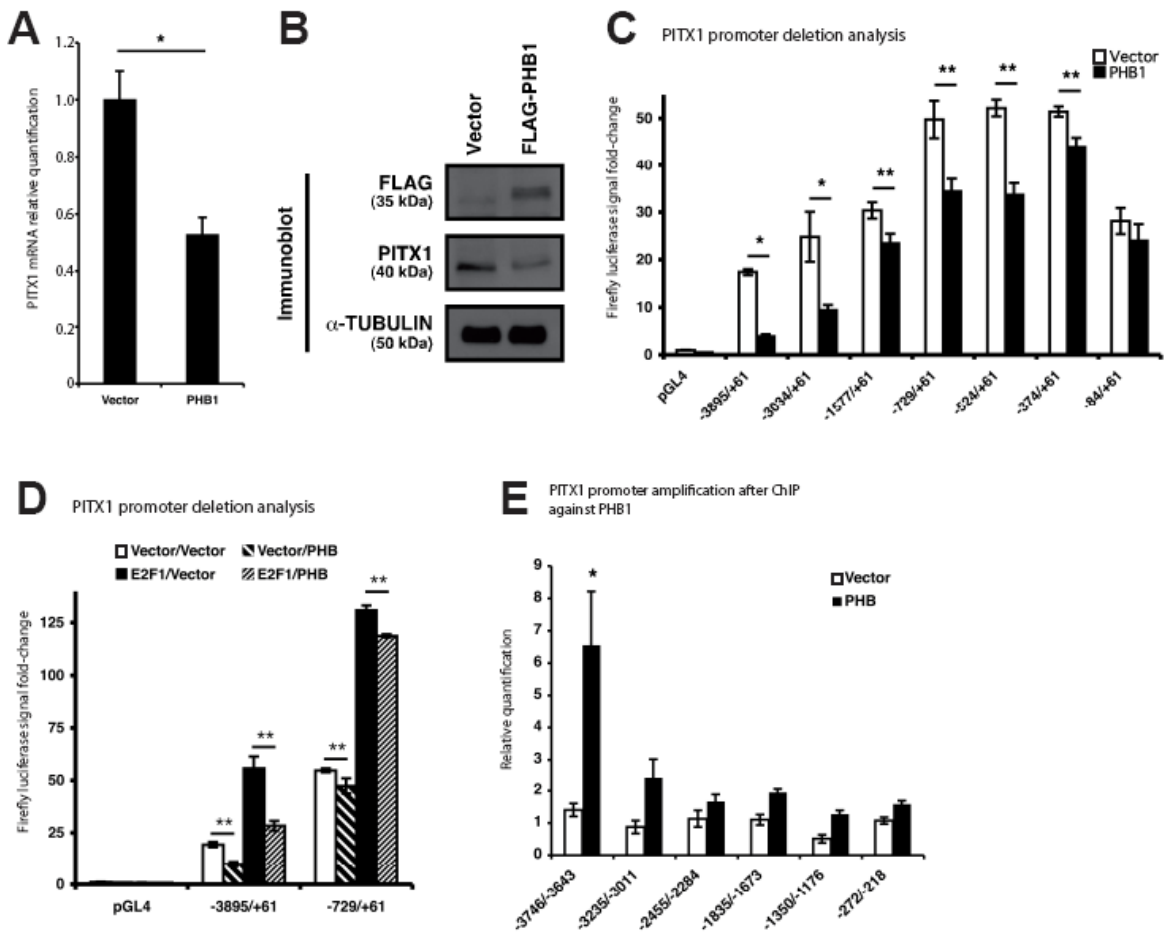 A
PITX1 mRNA relative quantification
1.2
1.0
0.8
0.6
0.4
0.2
0
*
Vector
PHB1
B
Vector
FLAG-PHB1
Immunoblot
FLAG
(35 kDa)
PITX1
(40 kDa)
α-TUBULIN
(50 kDa)
C
PITX1 promoter deletion analysis
Vector
PHB1
Firefly luciferase signal fold-change
50
40
30
20
10
0
*
*
**
**
**
**
pGL4
-3895/+61
-3034/+61
-1577/+61
-729/+61
-524/+61
-374/+61
-84/+61
D
PITX1 promoter deletion analysis
Vector/Vector
Vector/PHB
E2F1/Vector
E2F1/PHB
Firefly luciferase signal fold-change
125
100
75
50
25
0
**
**
**
**
pGL4
-3895/+61
-729/+61
E
PITX1 promoter amplification after ChIP
against PHB1
Vector
PHB
Relative quantification
9
8
7
6
5
4
3
2
1
0
*
-3746/-3643
-3235/-3011
-2455/-2284
-1835/-1673
-1350/-1176
-272/-218